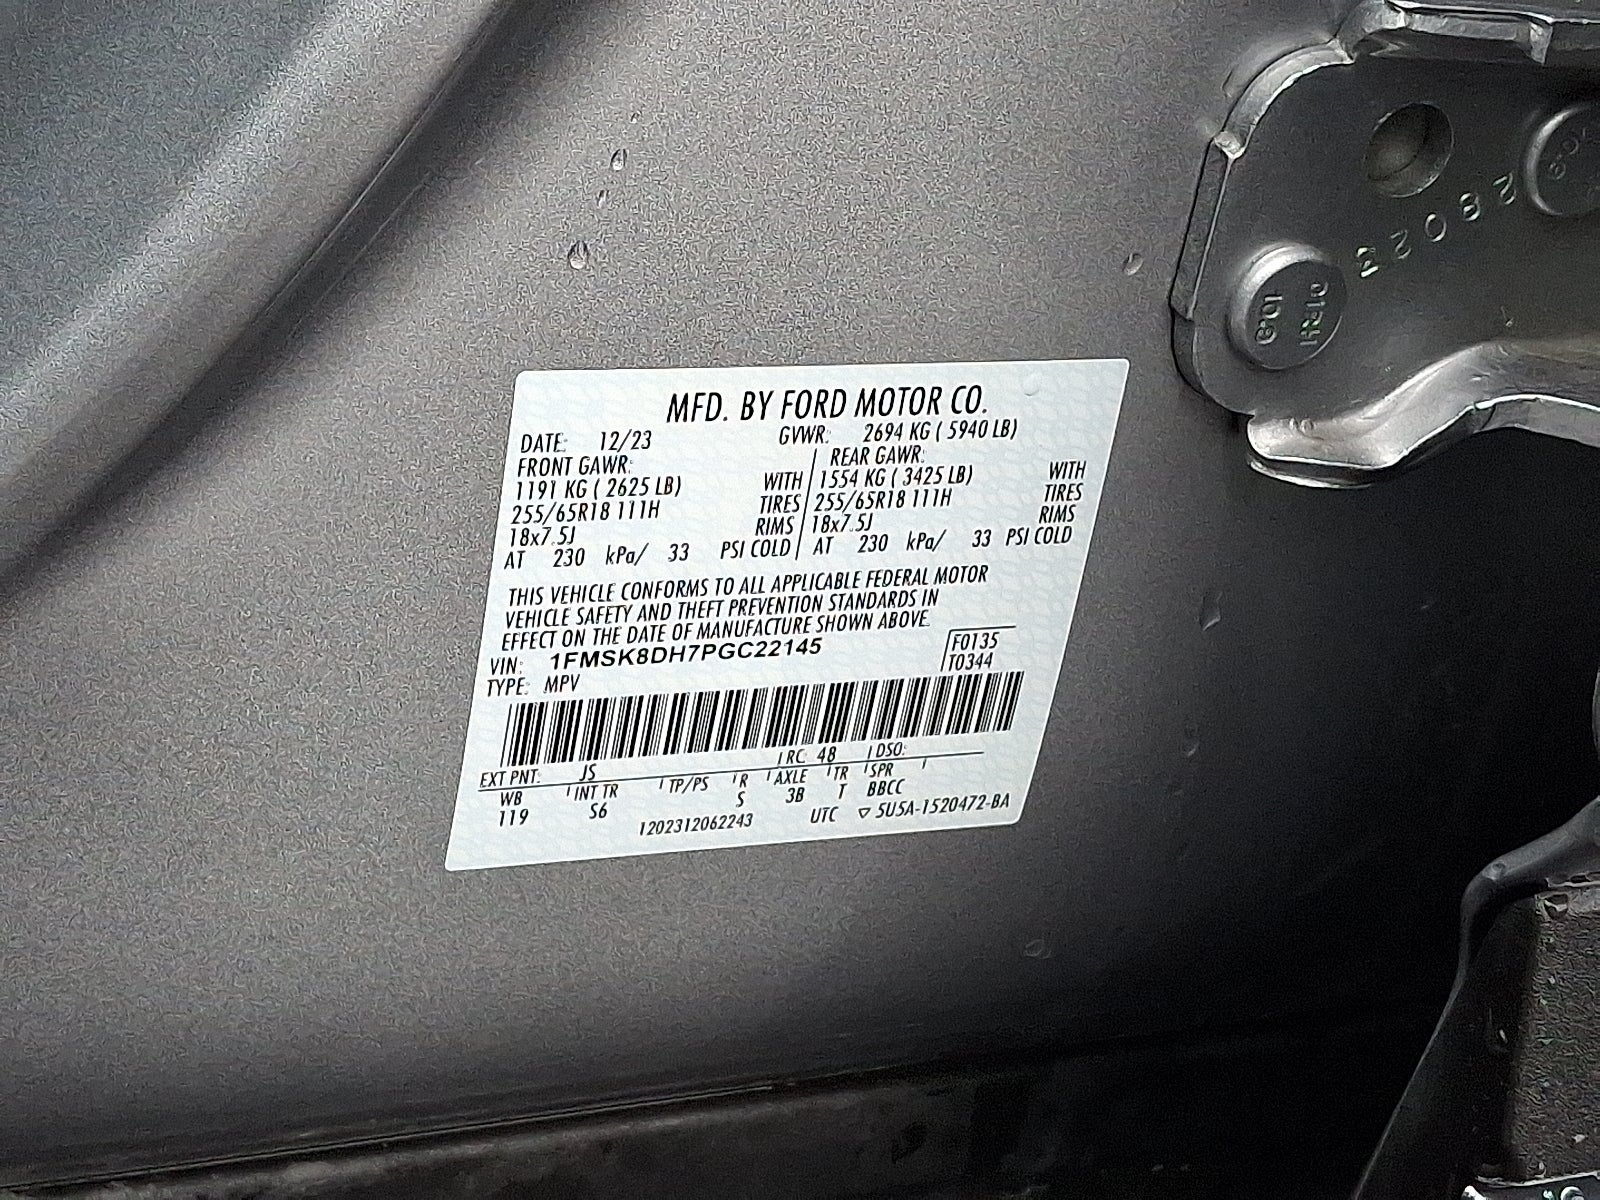 MFD. BY FORD MOTOR CO.
DATE: 12/23 GVWR: 2694 KG ( 5940 LB)
FRONT GAWR: REAR GAWR:
1191 KG ( 2625 LB) WITH 1554 KG ( 3425 LB) WITH
255/65R18 111H TIRES 255/65R18 111H TIRES
18x7.5J RIMS 18x7.5J RIMS
AT 230 kPa/ 33 PSI COLD AT 230 kPa/ 33 PSI COLD
THIS VEHICLE CONFORMS TO ALL APPLICABLE FEDERAL MOTOR
VEHICLE SAFETY AND THEFT PREVENTION STANDARDS IN
EFFECT ON THE DATE OF MANUFACTURE SHOWN ABOVE.
VIN: 1FMSK8DH7PGC22145 F0135
TYPE: MPV T0344
EXT PNT: JS RC: 48 DSO:
WB INT TR TP/PS R AXLE TR SPR
119 S6 S 3B T BBCC
1202312062243 UTC ▽ 5U5A-1520472-BA
28023
10.9